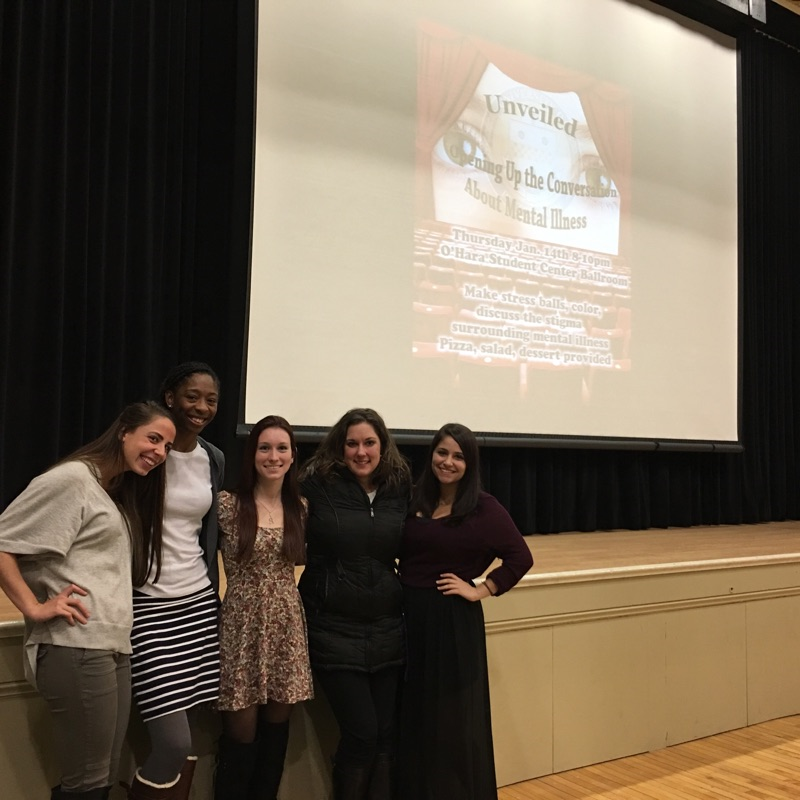 Unveiled
Opening Up the Conversation
About Mental Illness
Thursday Jan. 14th 8-10pm
O'Hara Student Center Ballroom
Make stress balls, color,
discuss the stigma
surrounding mental illness
Pizza, salad, dessert provided